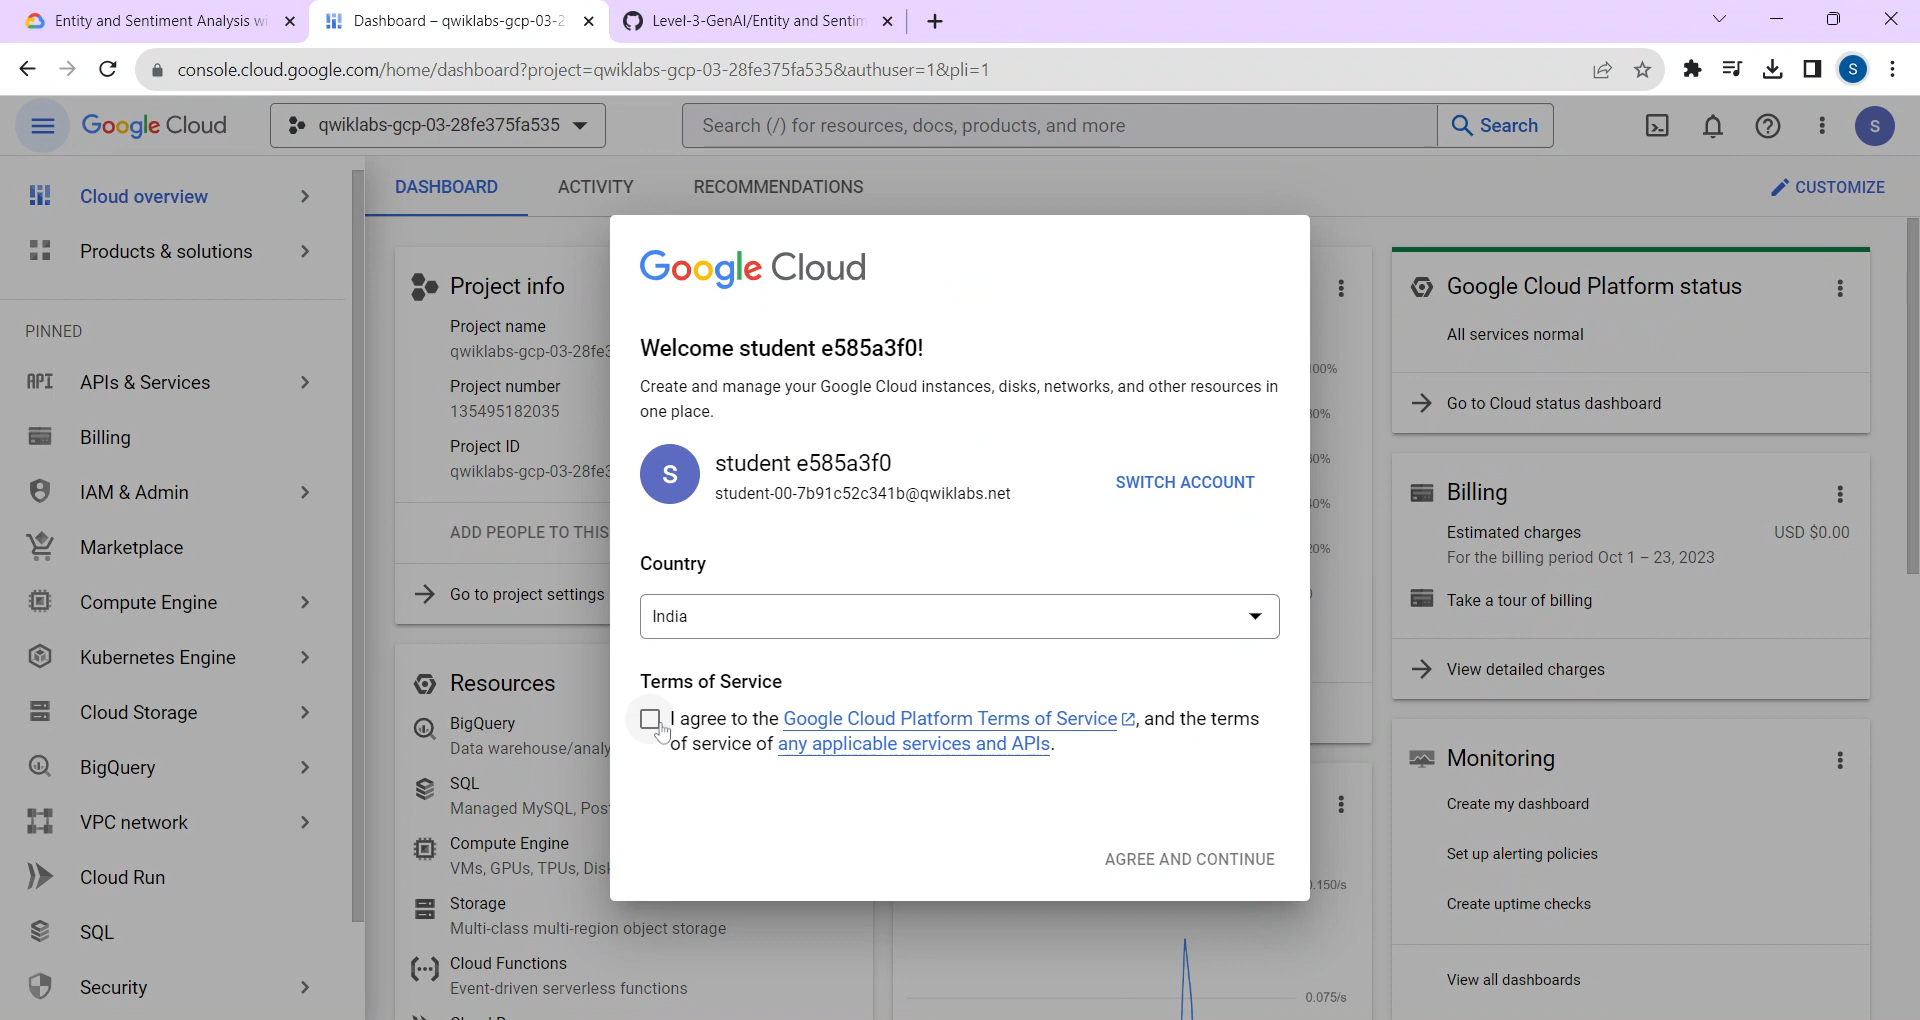 Entity and Sentiment Analysis wi
Dashboard – qwiklabs-gcp-03-2
Level-3-GenAI/Entity and Sentim
console.cloud.google.com/home/dashboard?project=qwiklabs-gcp-03-28fe375fa535&authuser=1&pli=1
S
Google Cloud
qwiklabs-gcp-03-28fe375fa535
Search (/) for resources, docs, products, and more
Search
S
Cloud overview
Products & solutions
PINNED
API APIs & Services
Billing
IAM & Admin
Marketplace
Compute Engine
Kubernetes Engine
Cloud Storage
BigQuery
VPC network
Cloud Run
SQL
Security
DASHBOARD
ACTIVITY
RECOMMENDATIONS
CUSTOMIZE
Project info
Project name
qwiklabs-gcp-03-28fe3
Project number
135495182035
Project ID
qwiklabs-gcp-03-28fe3
ADD PEOPLE TO THIS
Go to project settings
Resources
BigQuery
Data warehouse/analy
SQL
Managed MySQL, Pos
Compute Engine
VMs, GPUs, TPUs, Disk
Storage
Multi-class multi-region object storage
Cloud Functions
Event-driven serverless functions
Google Cloud
Welcome student e585a3f0!
Create and manage your Google Cloud instances, disks, networks, and other resources in
one place.
S
student e585a3f0
student-00-7b91c52c341b@qwiklabs.net
SWITCH ACCOUNT
Country
India
Terms of Service
I agree to the Google Cloud Platform Terms of Service, and the terms
of service of any applicable services and APIs.
AGREE AND CONTINUE
00%
0%
0%
0%
20%
0.150/s
0.075/s
Google Cloud Platform status
All services normal
Go to Cloud status dashboard
Billing
Estimated charges
USD $0.00
For the billing period Oct 1 – 23, 2023
Take a tour of billing
View detailed charges
Monitoring
Create my dashboard
Set up alerting policies
Create uptime checks
View all dashboards